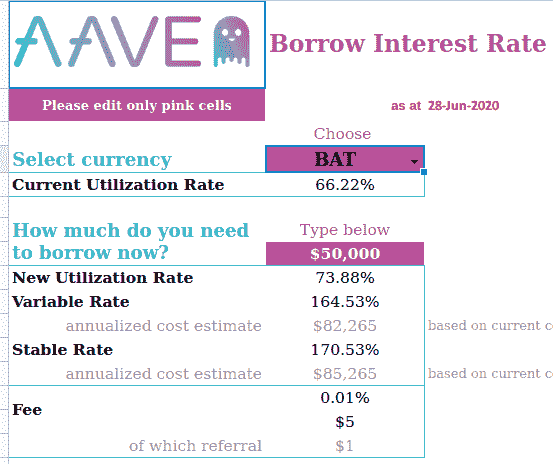 AAVE
Borrow Interest Rate
Please edit only pink cells
as at 28-Jun-2020
Choose
Select currency BAT
Current Utilization Rate 66.22%
How much do you need Type below
to borrow now? $50,000
New Utilization Rate 73.88%
Variable Rate 164.53%
annualized cost estimate $82,265 based on current
Stable Rate 170.53%
annualized cost estimate $85,265 based on current
0.01%
Fee
$5
of which referral $1